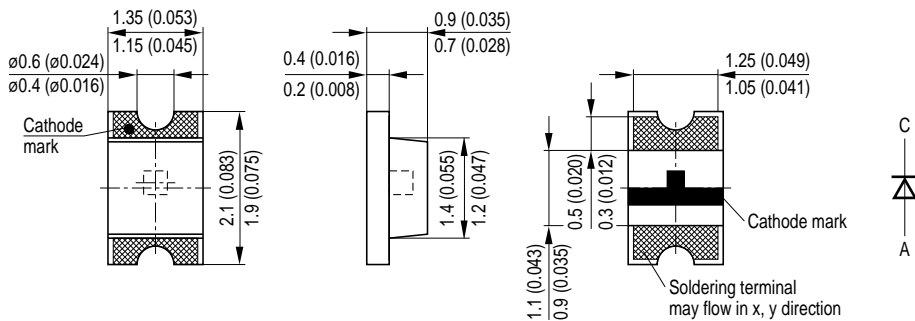 1.35 (0.053)
1.15 (0.045)
ø0.6 (ø0.024)
ø0.4 (ø0.016)
Cathode
mark
2.1 (0.083)
1.9 (0.075)
0.9 (0.035)
0.7 (0.028)
0.4 (0.016)
0.2 (0.008)
1.4 (0.055)
1.2 (0.047)
1.25 (0.049)
1.05 (0.041)
0.5 (0.020)
0.3 (0.012)
1.1 (0.043)
0.9 (0.035)
Cathode mark
Soldering terminal
may flow in x, y direction
C
A